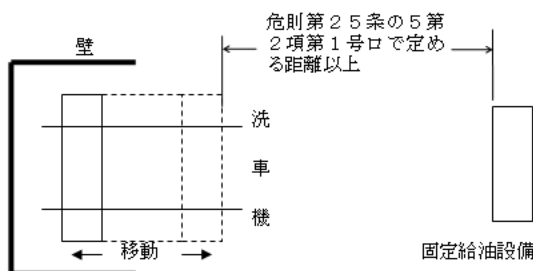 危則第２５条の５第
２項第１号ロで定め
る距離以上
壁
洗
車
機
移動
固定給油設備